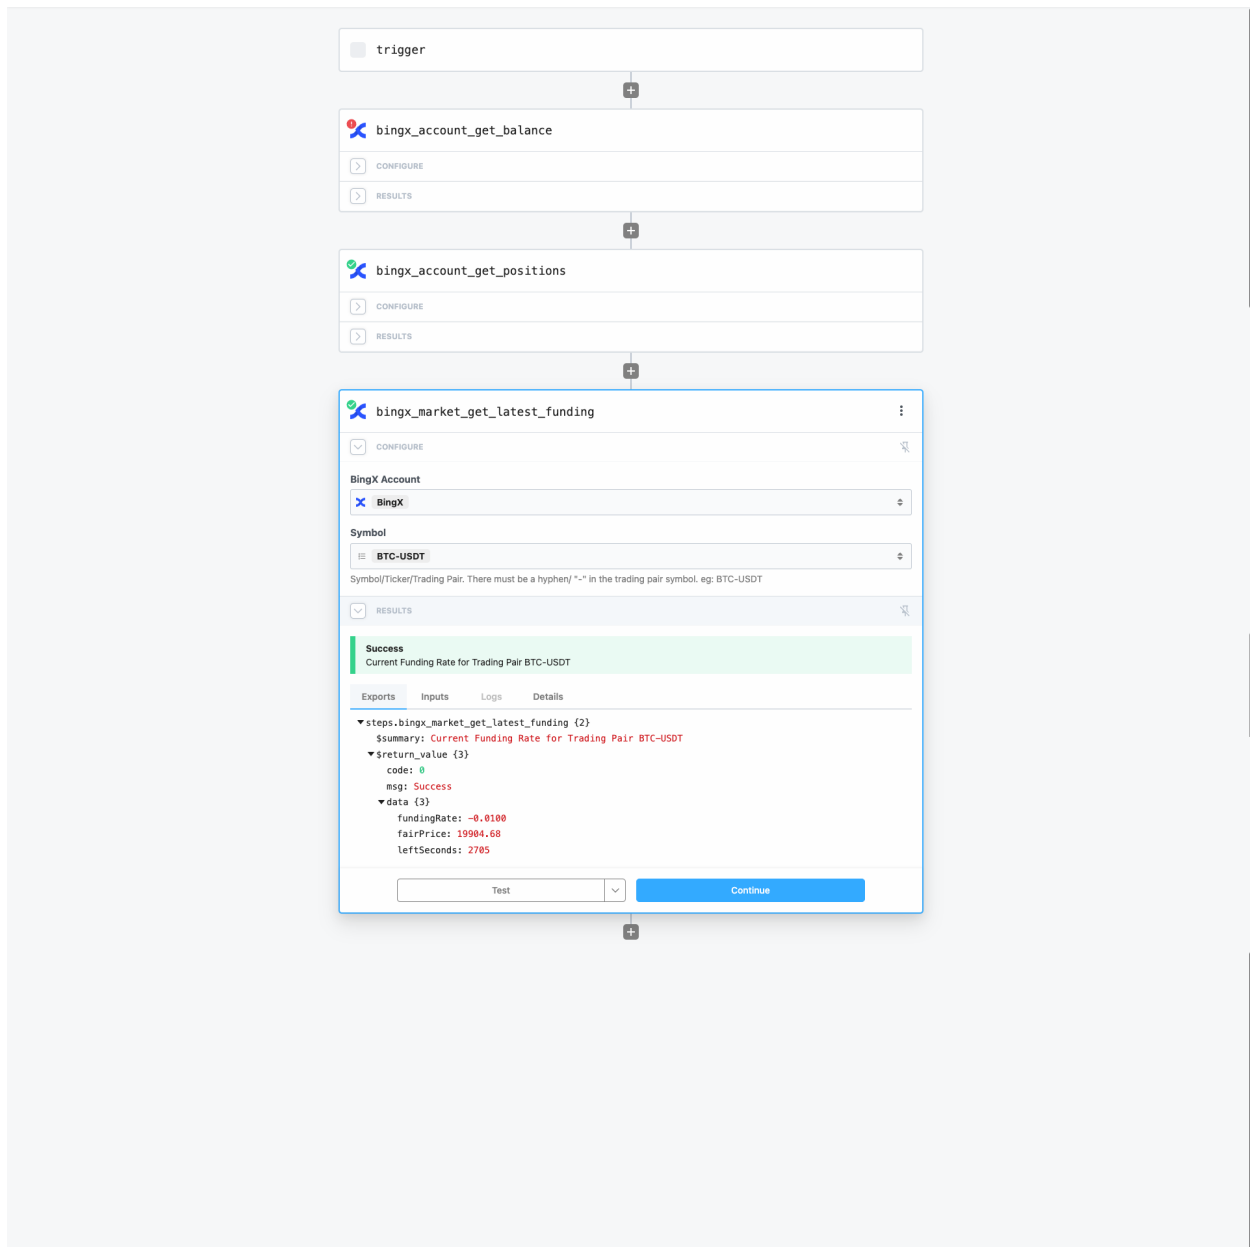 trigger
bingx_account_get_balance
CONFIGURE
RESULTS
bingx_account_get_positions
CONFIGURE
RESULTS
bingx_market_get_latest_funding
CONFIGURE
BingX Account
BingX
Symbol
BTC-USDT
Symbol/Ticker/Trading Pair. There must be a hyphen/ "-" in the trading pair symbol. eg: BTC-USDT
RESULTS
Success
Current Funding Rate for Trading Pair BTC-USDT
Exports Inputs Logs Details
steps.bingx_market_get_latest_funding {2}
$summary: Current Funding Rate for Trading Pair BTC-USDT
$return_value {3}
code: 0
msg: Success
data {3}
fundingRate: -0.0100
fairPrice: 19904.68
leftSeconds: 2705
Test Continue